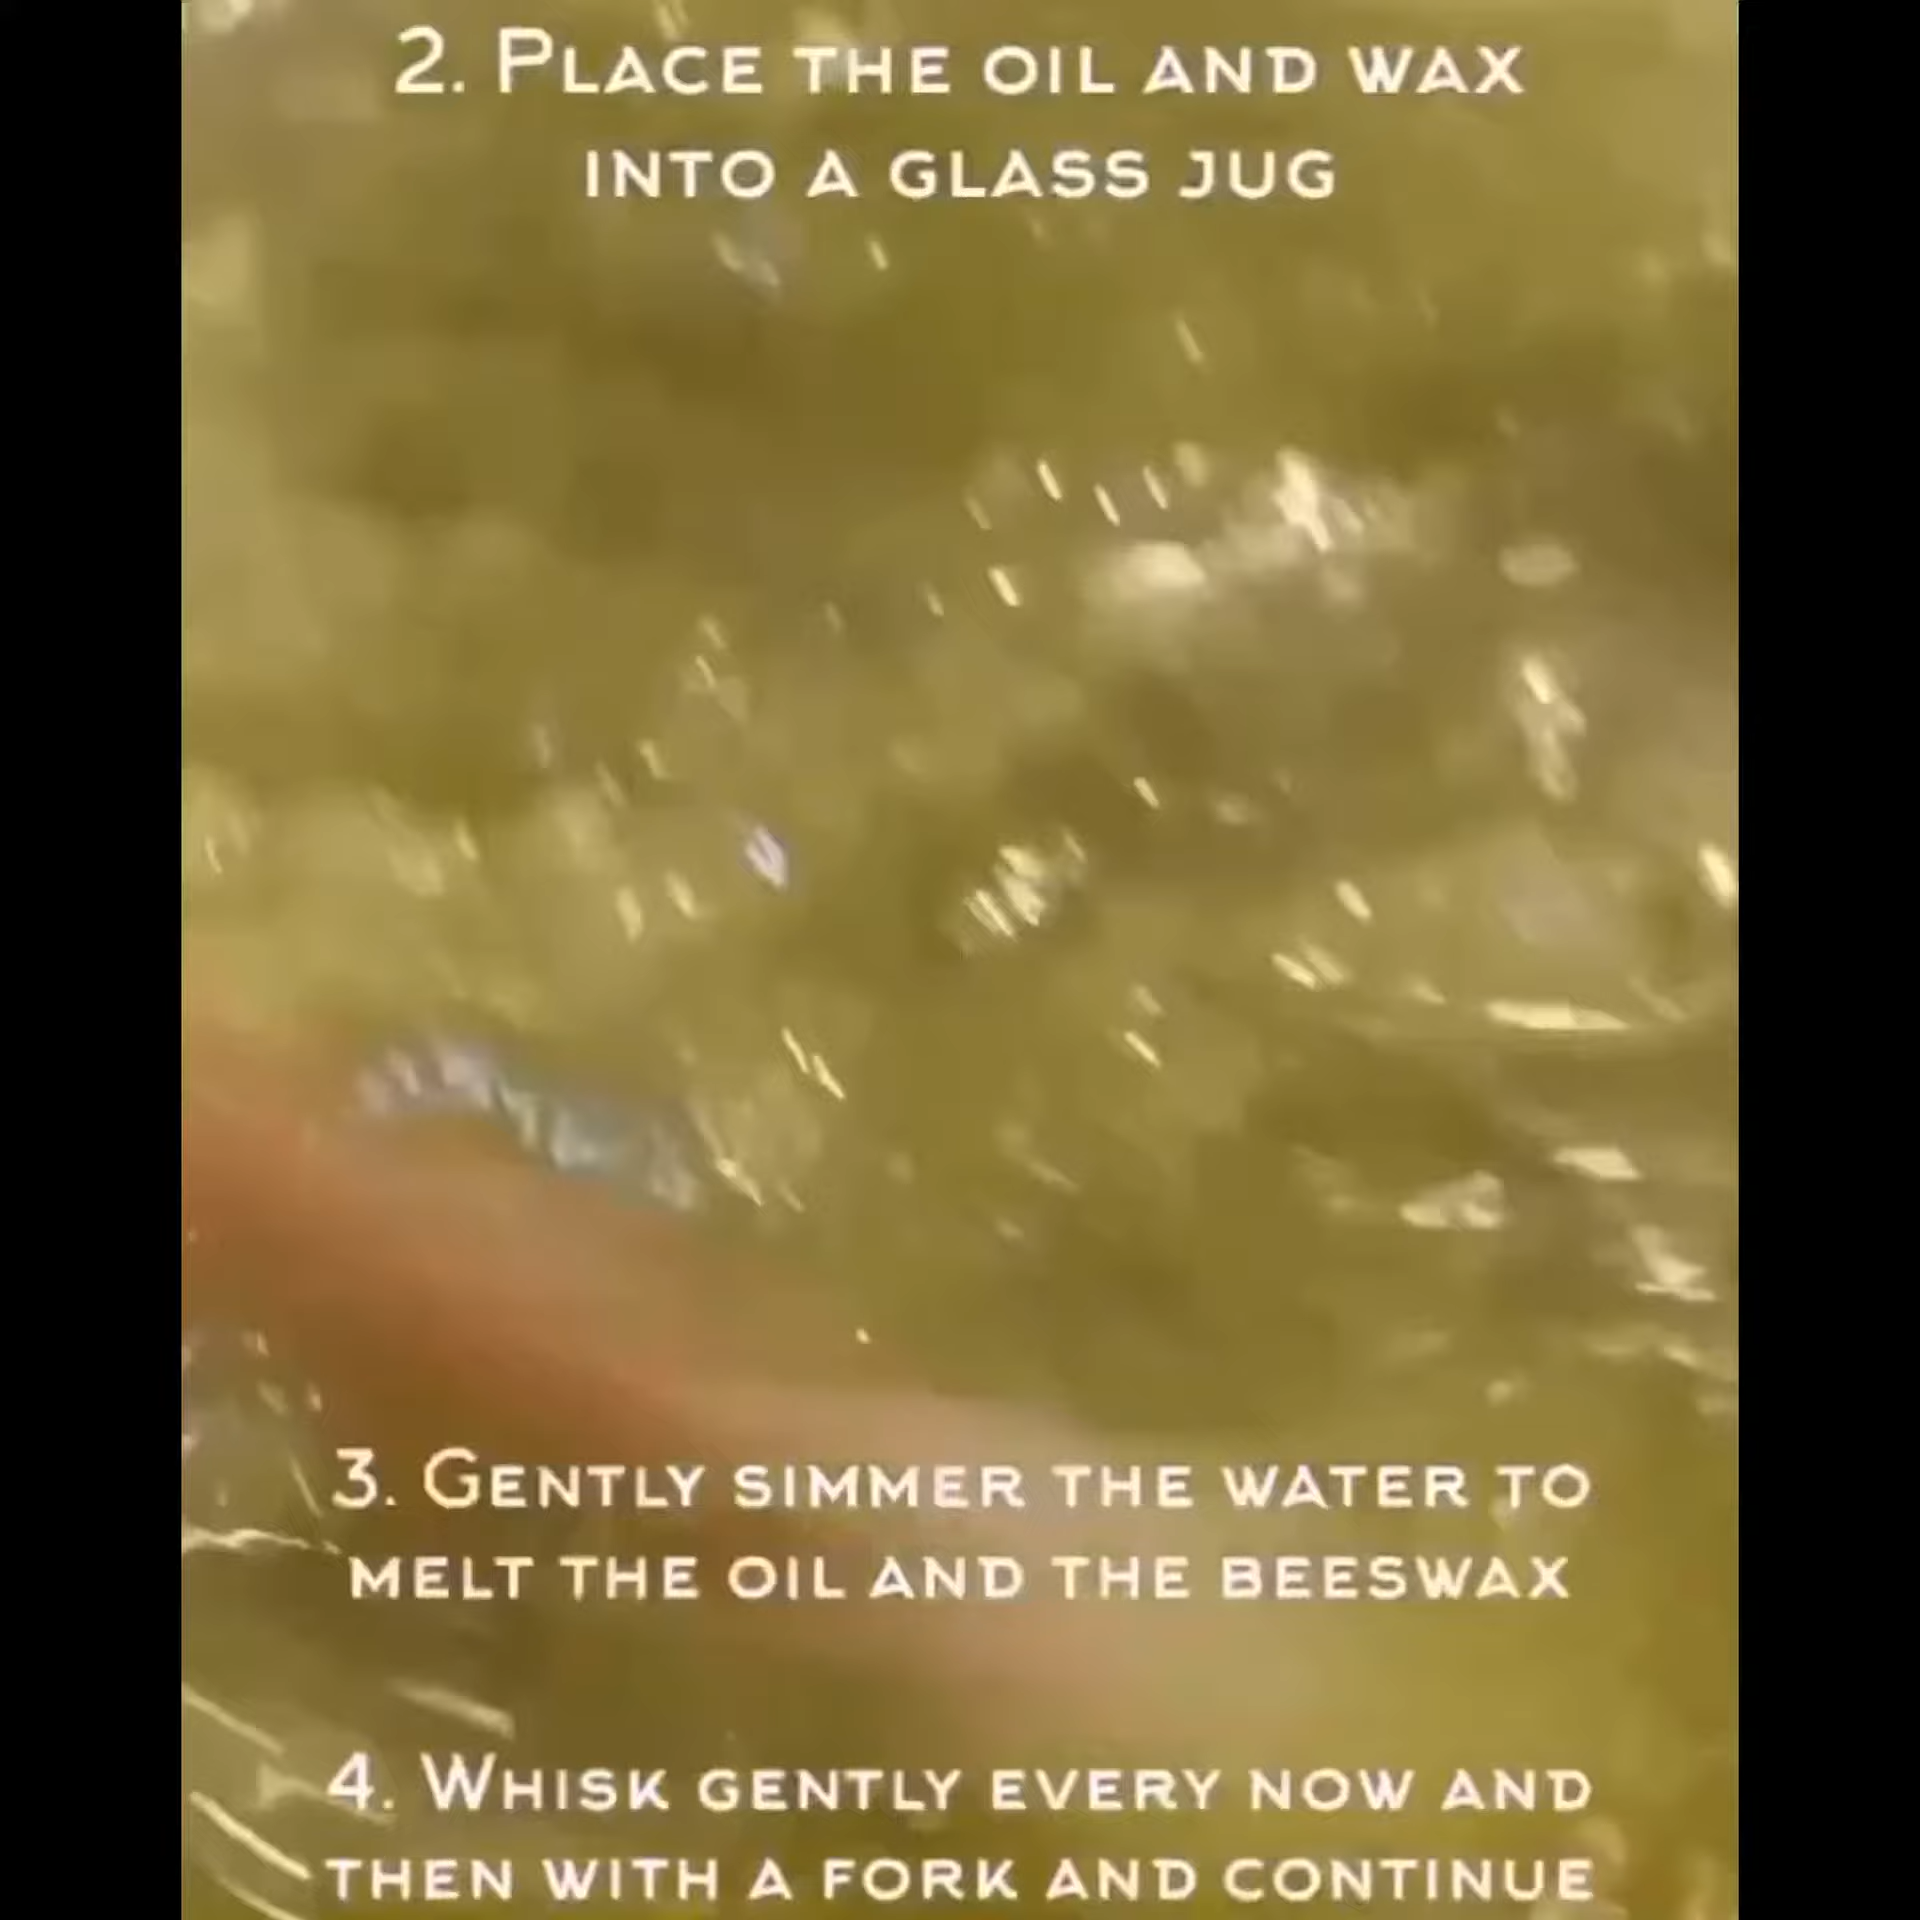 2. Place the oil and wax
into a glass jug
3. Gently simmer the water to
melt the oil and the beeswax
4. Whisk gently every now and
then with a fork and continue